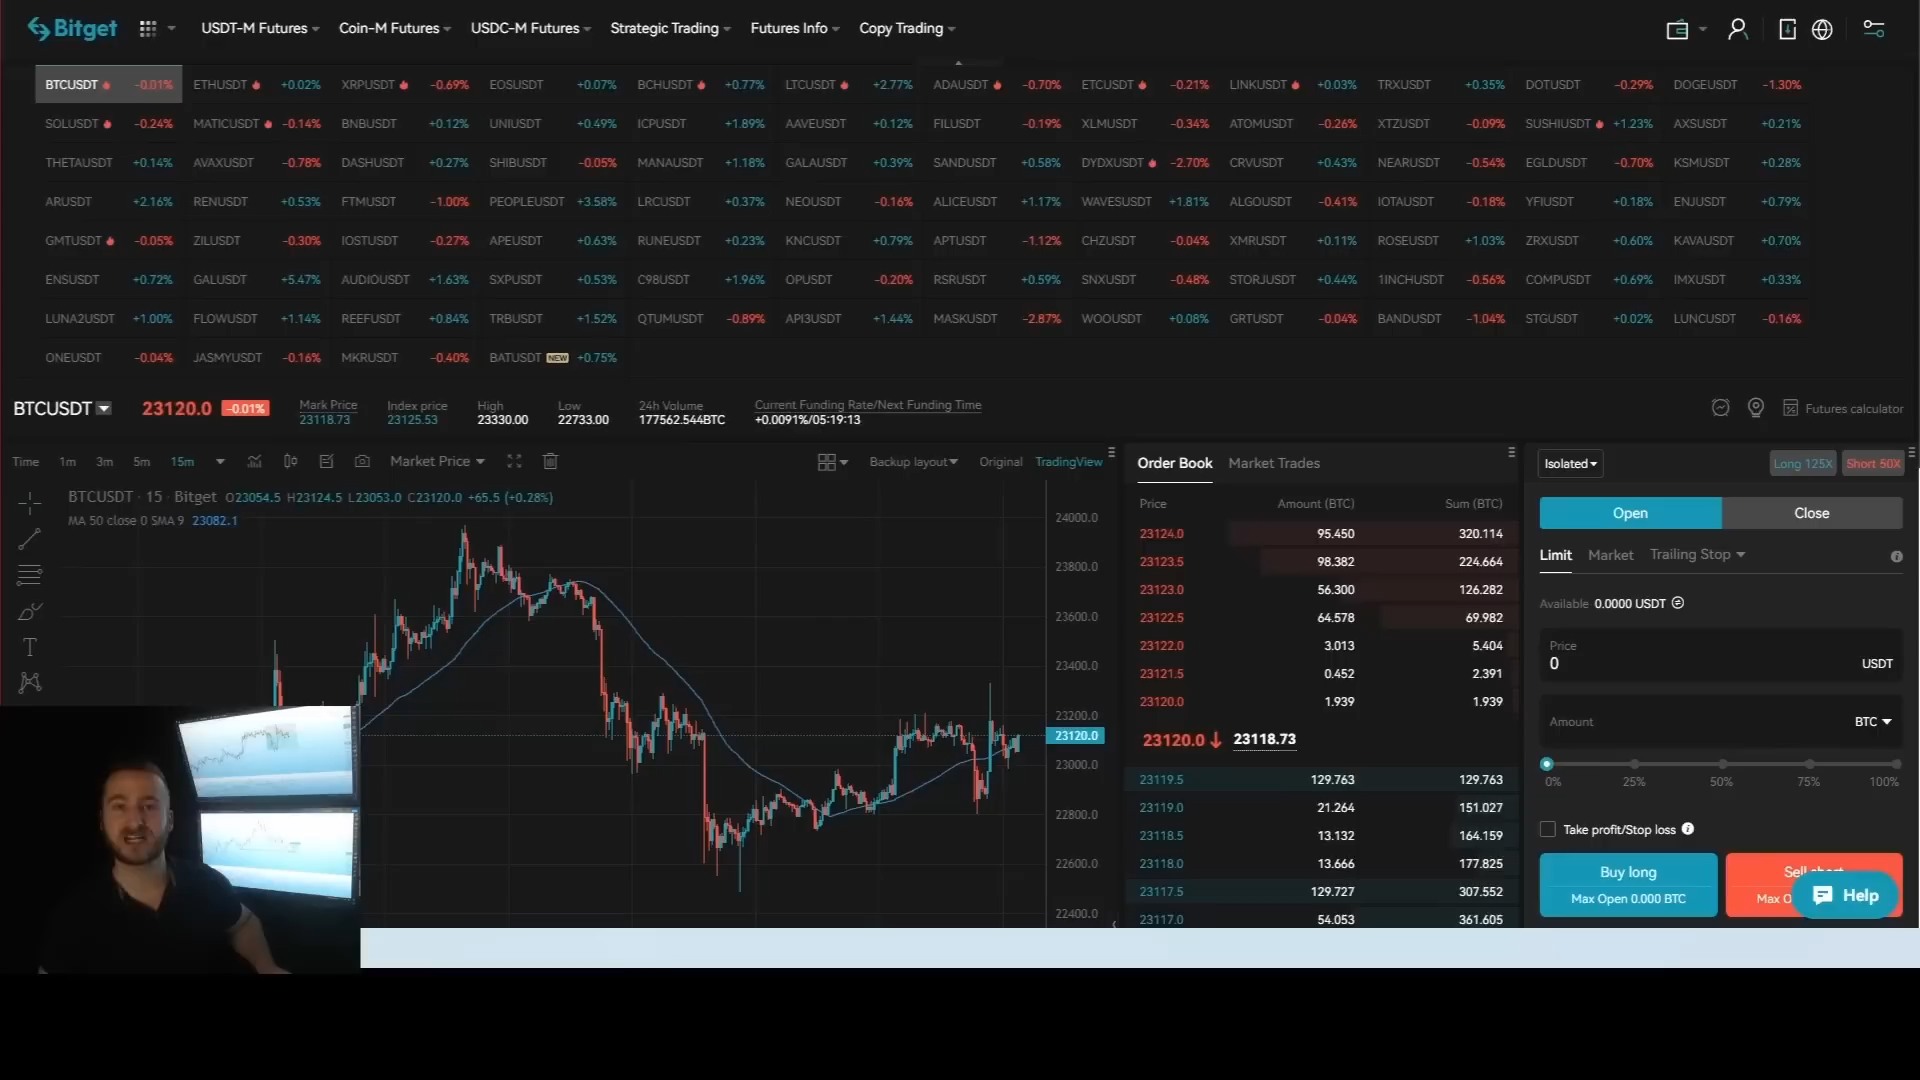 Bitget USDT-M Futures Coin-M Futures USDC-M Futures Strategic Trading Futures Info Copy Trading
BTCUSDT -0.01% ETHUSDT +0.02% XRPUSDT -0.69% EOSUSDT +0.07% BCHUSDT +0.77% LTCUSDT +2.77% ADAUSDT -0.70% ETCUSDT -0.21% LINKUSDT +0.03% TRXUSDT +0.35% DOTUSDT -0.29% DOGEUSDT -1.30%
SOLUSDT -0.24% MATICUSDT -0.14% BNBUSDT +0.12% UNIUSDT +0.49% ICPUSDT +1.89% AAVEUSDT +0.12% FILUSDT -0.19% XLMUSDT -0.34% ATOMUSDT -0.26% XTZUSDT -0.09% SUSHIUSDT +1.23% AXSUSDT +0.21%
THETAUSDT +0.14% AVAXUSDT -0.78% DASHUSDT +0.27% SHIBUSDT -0.05% MANAUSDT +1.18% GALAUSDT +0.39% SANDUSDT +0.58% DYDXUSDT -2.70% CRVUSDT +0.43% NEARUSDT -0.54% EGLDUSDT -0.70% KSMUSDT +0.28%
ARUSDT +2.16% RENUSDT +0.53% FTMUSDT -1.00% PEOPLEUSDT +3.58% LRCUSDT +0.37% NEOUSDT -0.16% ALICEUSDT +1.17% WAVESUSDT +1.81% ALGOUSDT -0.41% IOTAUSDT -0.18% YFIUSDT +0.18% ENJUSDT +0.79%
GMTUSDT -0.05% ZILUSDT -0.30% IOSTUSDT -0.27% APEUSDT +0.63% RUNEUSDT +0.23% KNCUSDT +0.79% APTUSDT -1.12% CHZUSDT -0.04% XMRUSDT +0.11% ROSEUSDT +1.03% ZRXUSDT +0.60% KAVAUSDT +0.70%
ENSUSDT +0.72% GALUSDT +5.47% AUDIOUSDT +1.63% SXPUSDT +0.53% C98USDT +1.96% OPUSDT -0.20% RSRUSDT +0.59% SNXUSDT -0.48% STORJUSDT +0.44% 1INCHUSDT -0.56% COMPUSDT +0.69% IMXUSDT +0.33%
LUNA2USDT +1.00% FLOWUSDT +1.14% REEFUSDT +0.84% TRBUSDT +1.52% QTUMUSDT -0.89% API3USDT +1.44% MASKUSDT -2.87% WOOUSDT +0.08% GRTUSDT -0.04% BANDUSDT -1.04% STGUSDT +0.02% LUNCUSDT -0.16%
ONEUSDT -0.04% JASMYUSDT -0.16% MKRUSDT -0.40% BATUSDT NEW +0.75%
BTCUSDT 23120.0 -0.01% Mark Price Index price High Low 24h Volume Current Funding Rate/Next Funding Time Futures calculator
23118.73 23125.53 23330.00 22733.00 177562.544BTC +0.0091%/05:19:13
Time 1m 3m 5m 15m Market Price Backup layout Original TradingView
BTCUSDT · 15 · Bitget O23054.5 H23124.5 L23053.0 C23120.0 +65.5 (+0.28%)
MA 50 close 0 SMA 9 23082.1
24000.0
23800.0
23600.0
23400.0
23200.0
23120.0
23000.0
22800.0
22600.0
22400.0
Order Book Market Trades
Price Amount (BTC) Sum (BTC)
23124.0 95.450 320.114
23123.5 98.382 224.664
23123.0 56.300 126.282
23122.5 64.578 69.982
23122.0 3.013 5.404
23121.5 0.452 2.391
23120.0 1.939 1.939
23120.0 ↓ 23118.73
23119.5 129.763 129.763
23119.0 21.264 151.027
23118.5 13.132 164.159
23118.0 13.666 177.825
23117.5 129.727 307.552
23117.0 54.053 361.605
Isolated Long 125X Short 50X
Open Close
Limit Market Trailing Stop
Available 0.0000 USDT
Price
0 USDT
Amount BTC
0% 25% 50% 75% 100%
Take profit/Stop loss
Buy long Sell short
Max Open 0.000 BTC Max O
Help